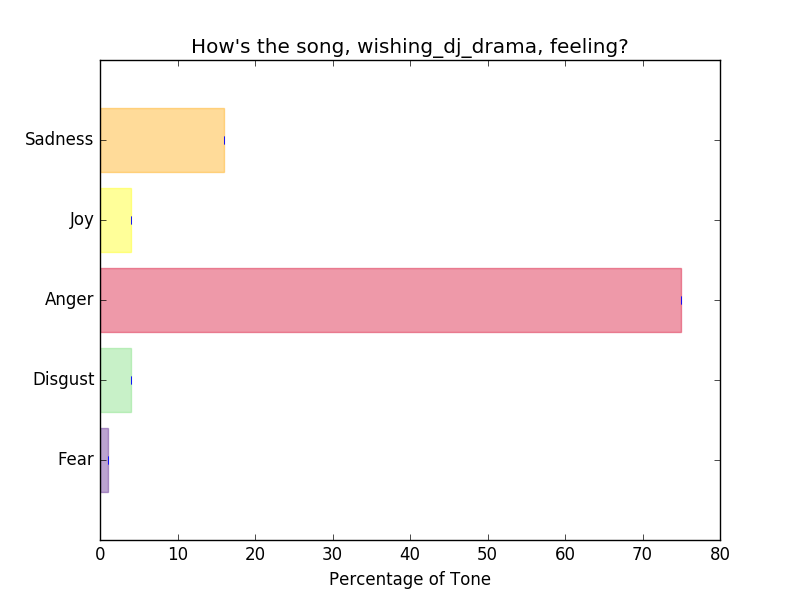 How's the song, wishing_dj_drama, feeling?
Sadness
Joy
Anger
Disgust
Fear
0 10 20 30 40 50 60 70 80
Percentage of Tone